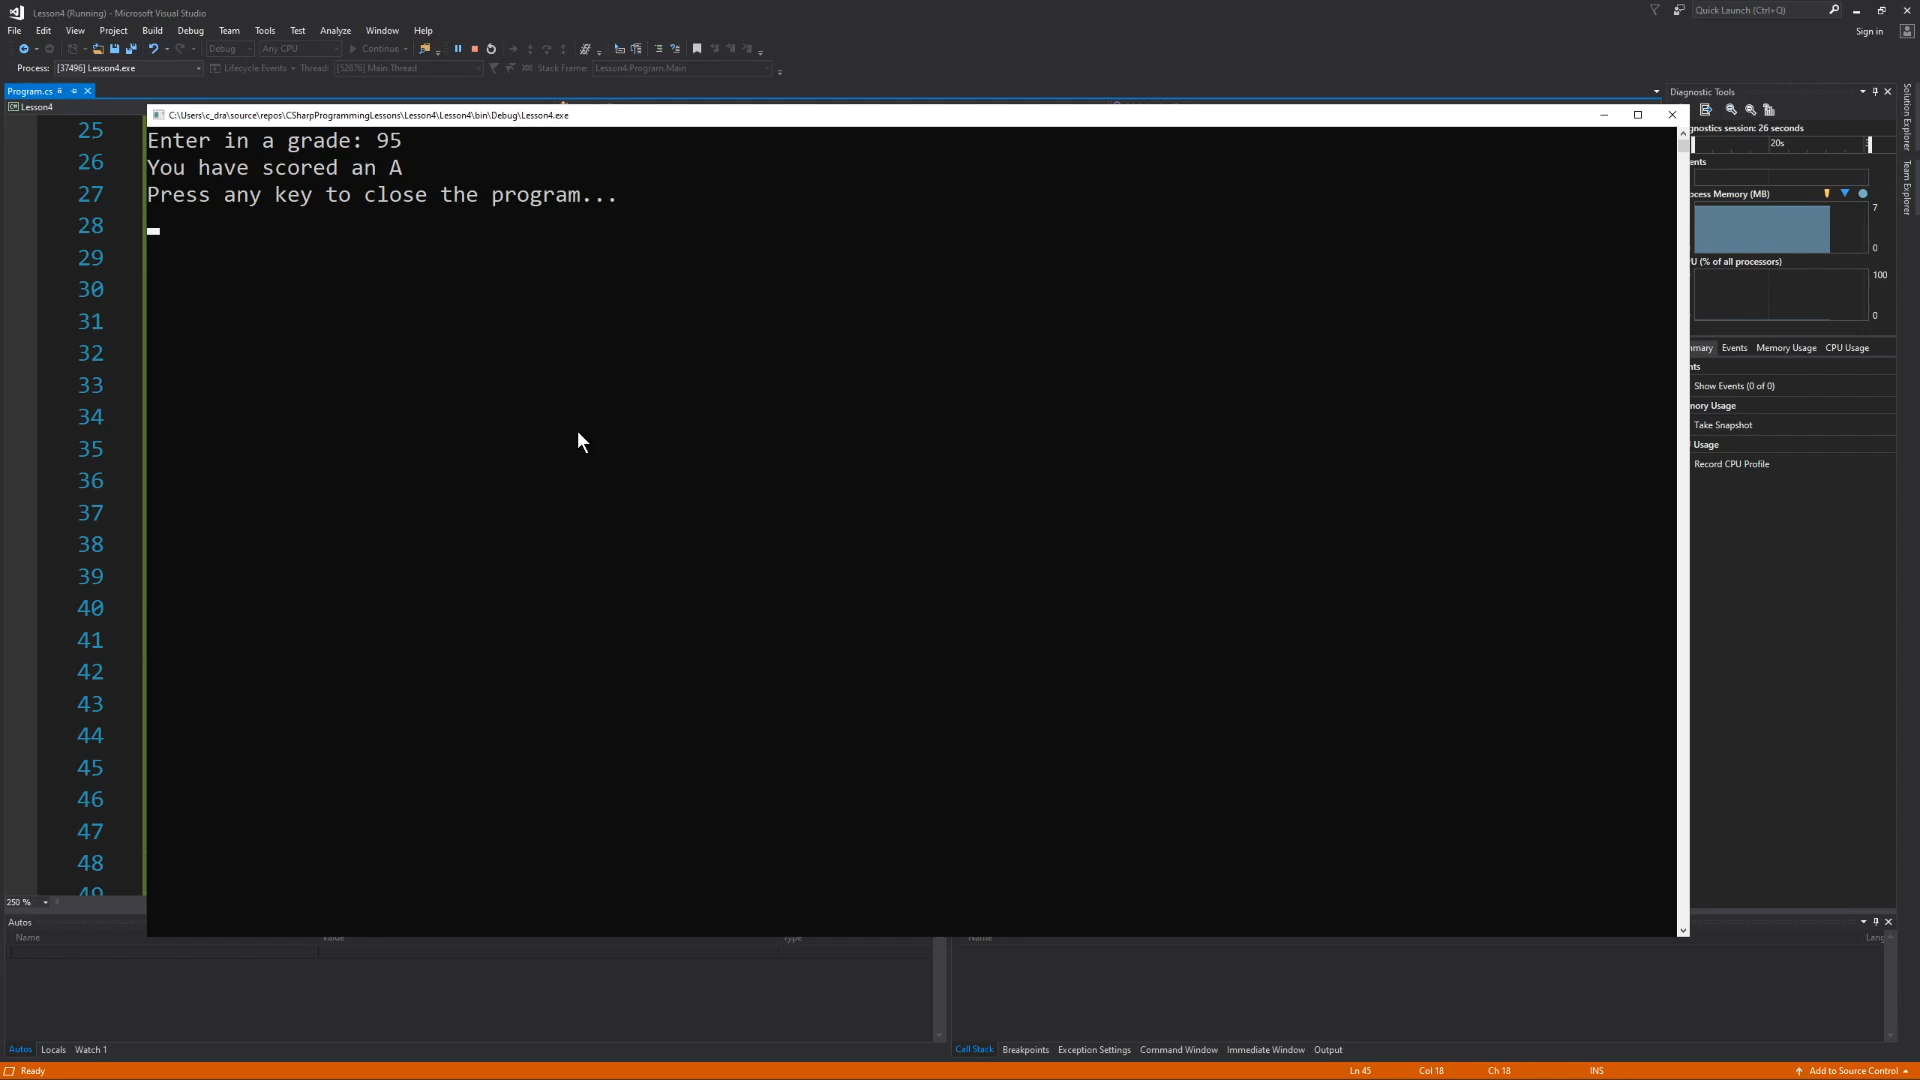 Lesson4 (Running) - Microsoft Visual Studio
Quick Launch (Ctrl+Q)
File Edit View Project Build Debug Team Tools Test Analyze Window Help
Sign in
Debug Any CPU Continue
Process: [37496] Lesson4.exe Lifecycle Events Thread: [52876] Main Thread Stack Frame: Lesson4.Program.Main
Program.cs
Diagnostic Tools
Lesson4
C:\Users\c_dra\source\repos\CSharpProgrammingLessons\Lesson4\Lesson4\bin\Debug\Lesson4.exe
Enter in a grade: 95
You have scored an A
Press any key to close the program...
25
26
27
28
29
30
31
32
33
34
35
36
37
38
39
40
41
42
43
44
45
46
47
48
49
gnostics session: 26 seconds
20s
ents
ocess Memory (MB)
7
0
U (% of all processors)
100
0
mmary Events Memory Usage CPU Usage
nts
Show Events (0 of 0)
mory Usage
Take Snapshot
Usage
Record CPU Profile
Solution Explorer
Team Explorer
250 %
Autos
Name Value Type
Name Lang
Autos Locals Watch 1
Call Stack Breakpoints Exception Settings Command Window Immediate Window Output
Ready Ln 45 Col 18 Ch 18 INS Add to Source Control